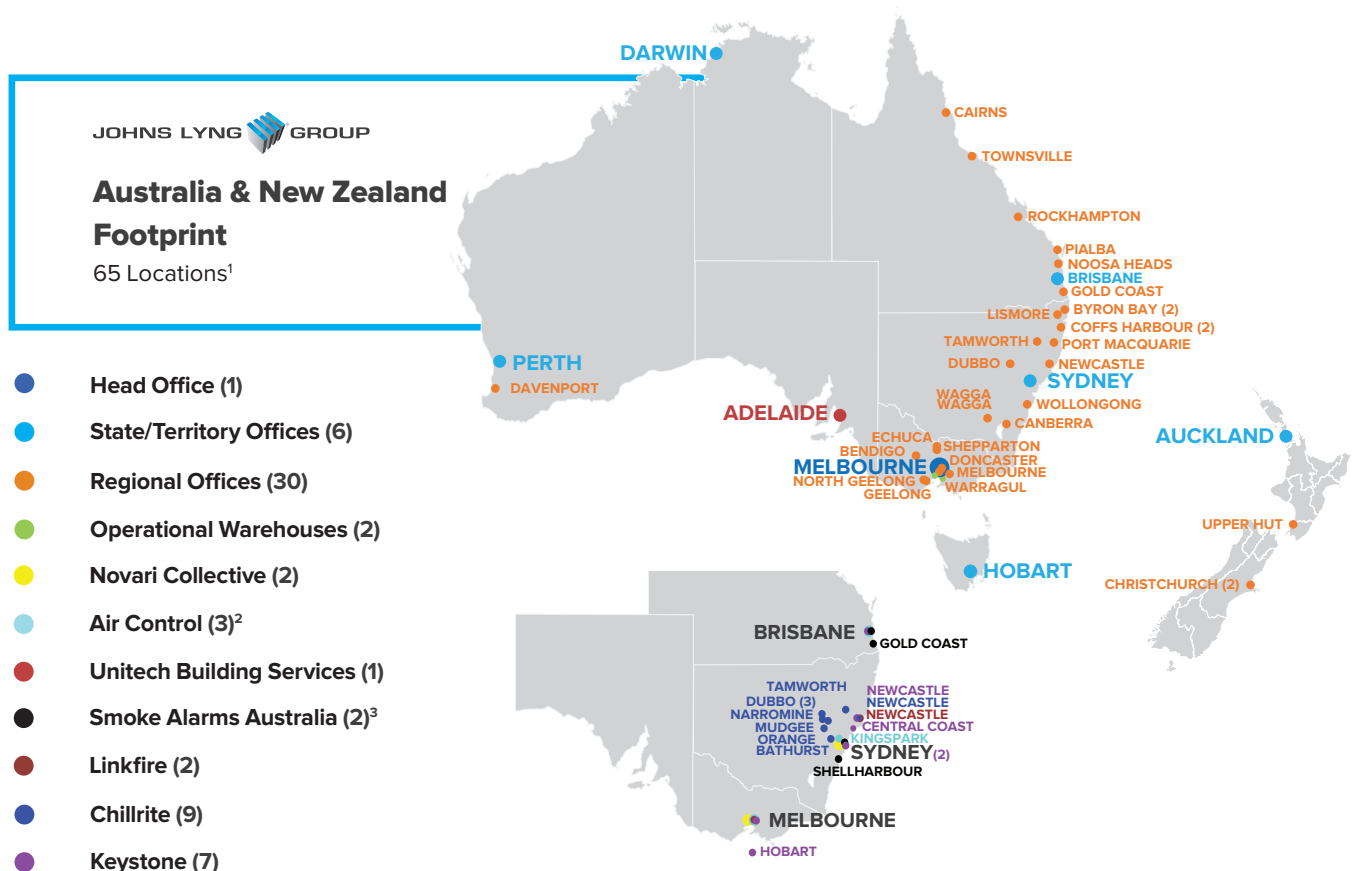 JOHNS LYNG GROUP
Australia & New Zealand
Footprint
65 Locations¹
Head Office (1)
State/Territory Offices (6)
Regional Offices (30)
Operational Warehouses (2)
Novari Collective (2)
Air Control (3)²
Unitech Building Services (1)
Smoke Alarms Australia (2)³
Linkfire (2)
Chillrite (9)
Keystone (7)
DARWIN
CAIRNS
TOWNSVILLE
ROCKHAMPTON
PIALBA
NOOSA HEADS
BRISBANE
GOLD COAST
BYRON BAY (2)
LISMORE
COFFS HARBOUR (2)
TAMWORTH
PORT MACQUARIE
DUBBO
NEWCASTLE
PERTH
SYDNEY
DAVENPORT
WAGGA
WAGGA
WOLLONGONG
ADELAIDE
CANBERRA
AUCKLAND
ECHUCA
SHEPPARTON
BENDIGO
DONCASTER
MELBOURNE
MELBOURNE
NORTH GEELONG
WARRAGUL
GEELONG
UPPER HUT
HOBART
CHRISTCHURCH (2)
BRISBANE
GOLD COAST
TAMWORTH
NEWCASTLE
DUBBO (3)
NEWCASTLE
NARROMINE
NEWCASTLE
MUDGEE
CENTRAL COAST
ORANGE
KINGSPARK
BATHURST
SYDNEY (2)
SHELLHARBOUR
MELBOURNE
HOBART